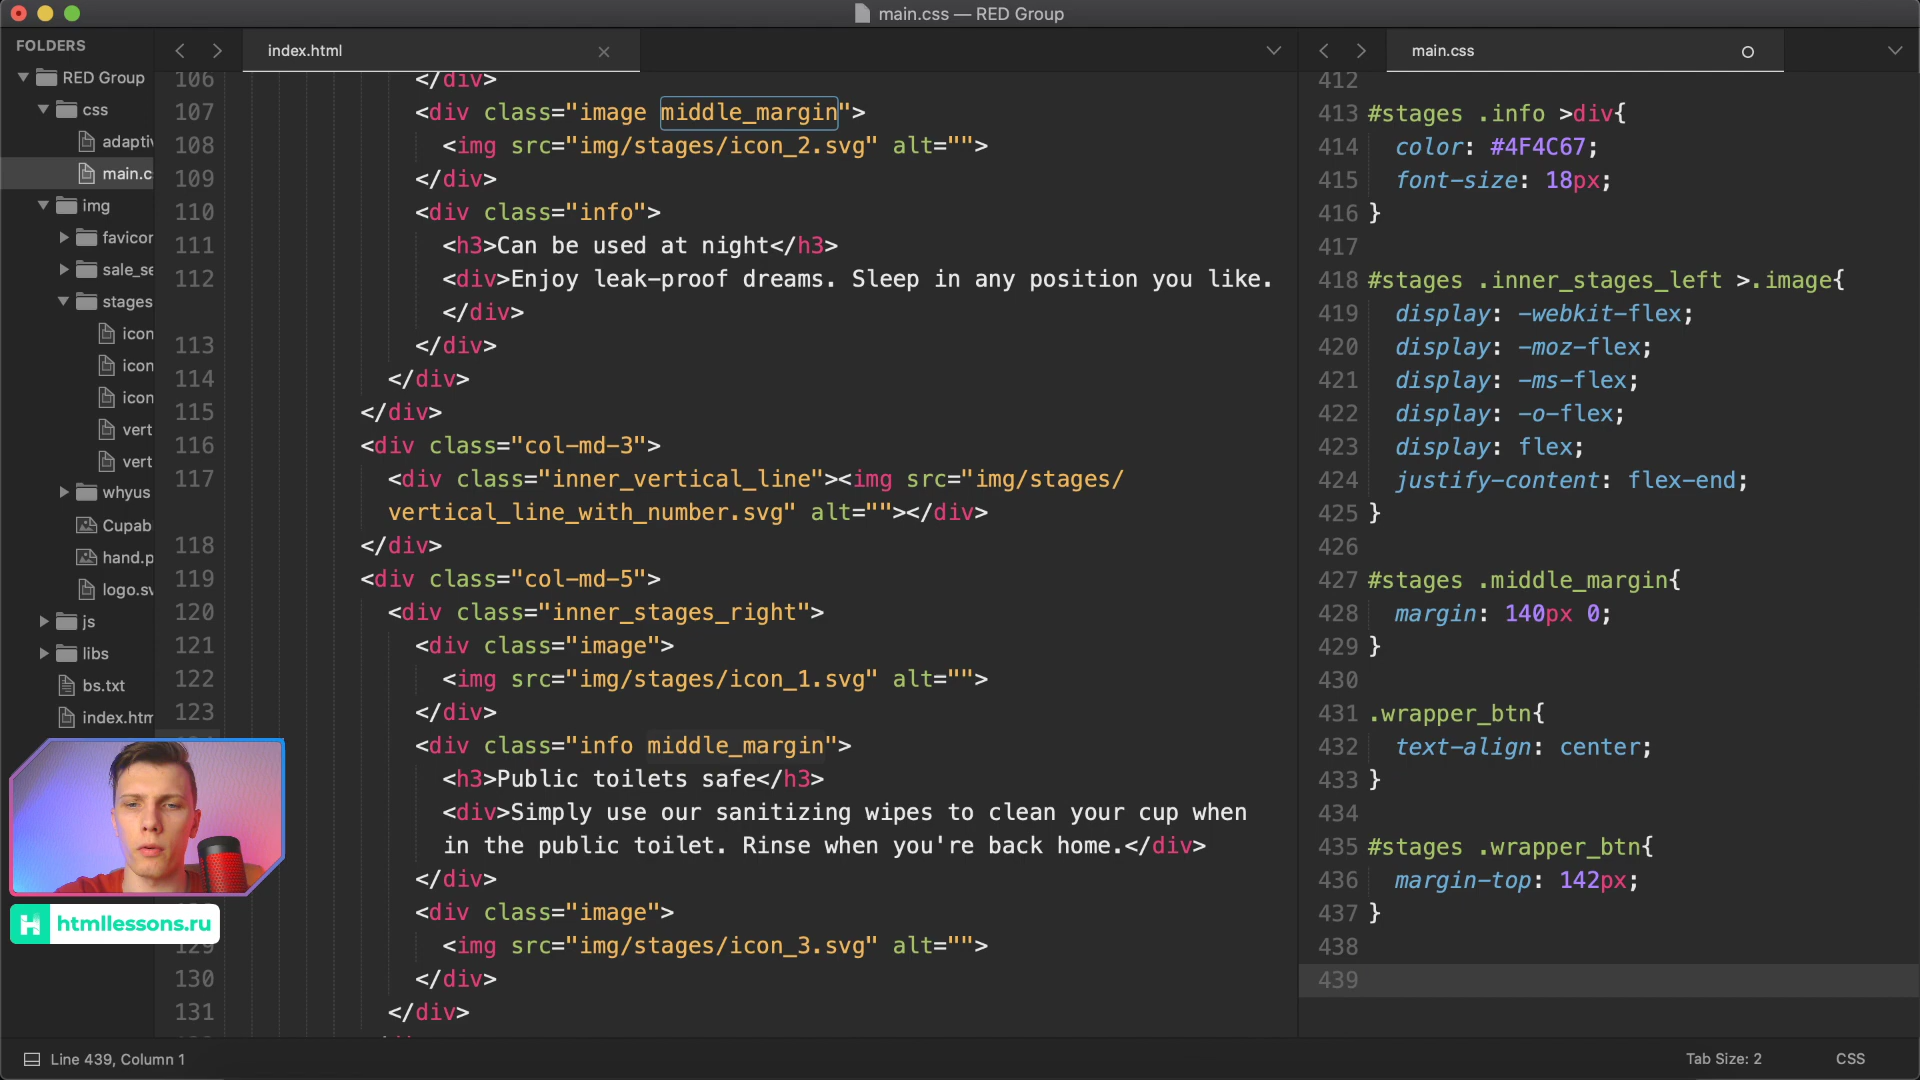 main.css — RED Group
FOLDERS
RED Group
css
adaptiv
main.c
img
favicor
sale_se
stages
icon
icon
icon
vert
vert
whyus
Cupab
hand.p
logo.sv
js
libs
bs.txt
index.htm
index.html
106 </div>
107 <div class="image middle_margin">
108 <img src="img/stages/icon_2.svg" alt="">
109 </div>
110 <div class="info">
111 <h3>Can be used at night</h3>
112 <div>Enjoy leak-proof dreams. Sleep in any position you like.
</div>
113 </div>
114 </div>
115 </div>
116 <div class="col-md-3">
117 <div class="inner_vertical_line"><img src="img/stages/
vertical_line_with_number.svg" alt=""></div>
118 </div>
119 <div class="col-md-5">
120 <div class="inner_stages_right">
121 <div class="image">
122 <img src="img/stages/icon_1.svg" alt="">
123 </div>
<div class="info middle_margin">
<h3>Public toilets safe</h3>
<div>Simply use our sanitizing wipes to clean your cup when
in the public toilet. Rinse when you're back home.</div>
</div>
<div class="image">
129 <img src="img/stages/icon_3.svg" alt="">
130 </div>
131 </div>
main.css
412
413 #stages .info >div{
414 color: #4F4C67;
415 font-size: 18px;
416 }
417
418 #stages .inner_stages_left >.image{
419 display: -webkit-flex;
420 display: -moz-flex;
421 display: -ms-flex;
422 display: -o-flex;
423 display: flex;
424 justify-content: flex-end;
425 }
426
427 #stages .middle_margin{
428 margin: 140px 0;
429 }
430
431 .wrapper_btn{
432 text-align: center;
433 }
434
435 #stages .wrapper_btn{
436 margin-top: 142px;
437 }
438
439
H htmllessons.ru
Line 439, Column 1
Tab Size: 2
CSS